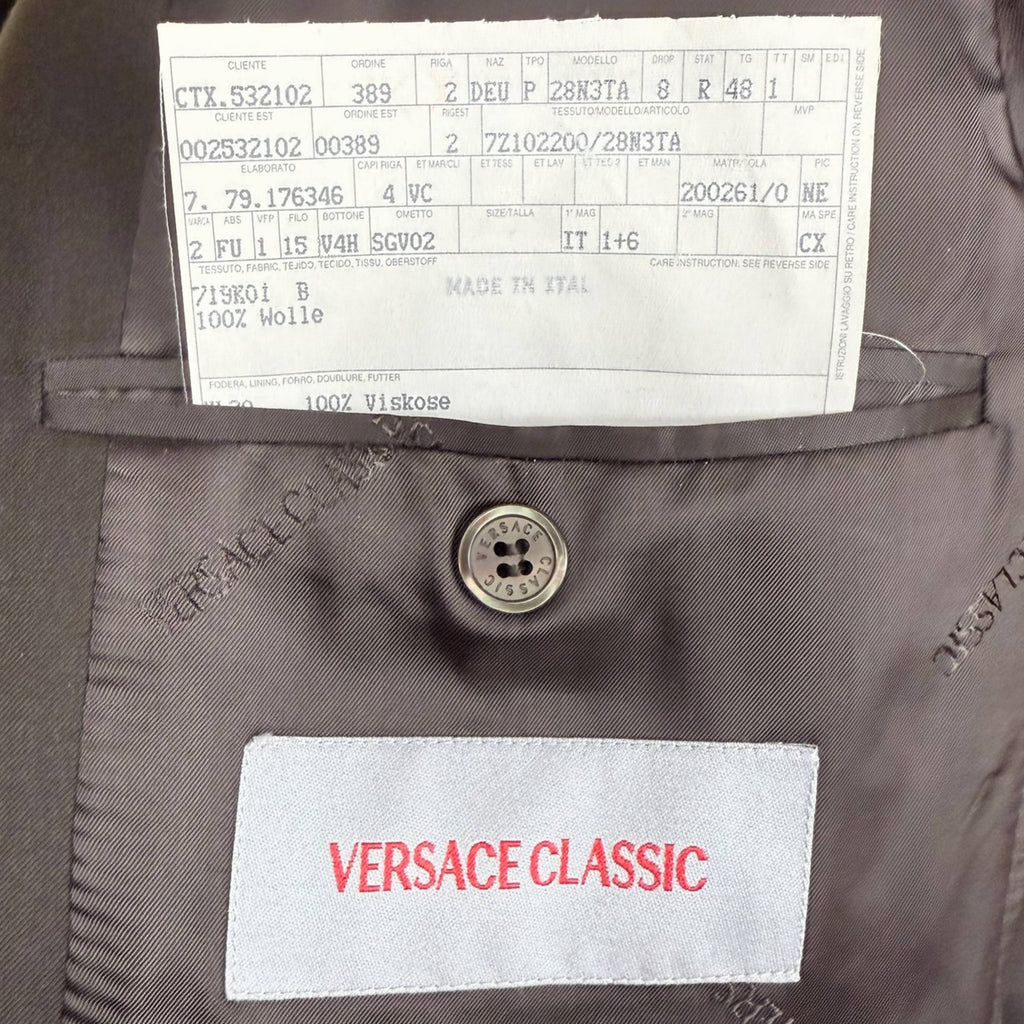 CLIENTE ORDINE RIGA NAZ TPO MODELLO DROP STAT TG TT SM EDI
CTX.532102 389 2 DEU P 28N3TA 8 R 48 1
CLIENTE EST ORDINE EST RIGEST TESSUTO/MODELLO/ARTICOLO MVP
002532102 00389 2 7Z102200/28N3TA
ELABORATO CAPI RIGA ET MARCLI ET TESS ET LAV ET TES 2 ET MAN MATRICOLA PIC
7. 79.176346 4 VC 200261/0 NE
MARCA ABS VFP FILO BOTTONE OMETTO SIZE/TALLA 1° MAG 2° MAG MA SPE
2 FU 1 15 V4H SGV02 IT 1+6 CX
TESSUTO, FABRIC, TEJIDO, TECIDO, TISSU, OBERSTOFF CARE INSTRUCTION: SEE REVERSE SIDE
MADE IN ITAL
719K01 B
100% Wolle
FODERA, LINING, FORRO, DOUBLURE, FUTTER
100% Viskose
ISTRUZIONI LAVAGGIO SU RETRO / CARE INSTRUCTION ON REVERSE SIDE
VERSACE CLASSIC
VERSACE CLASSIC
CLASSIC
VERSACE CLASSIC